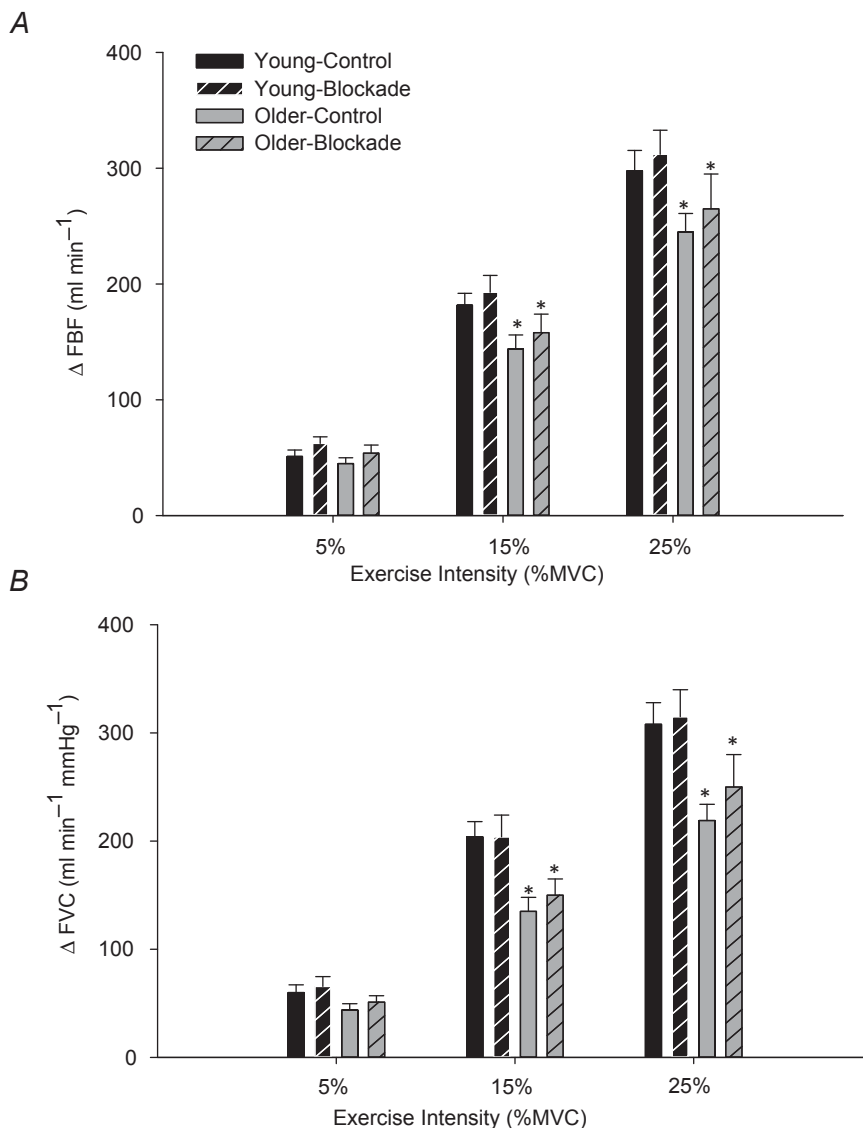 A
400
300
200
100
0
Δ FBF (ml min⁻¹)
Young-Control
Young-Blockade
Older-Control
Older-Blockade
* *
* *
5% 15% 25%
Exercise Intensity (%MVC)
B
400
300
200
100
0
Δ FVC (ml min⁻¹ mmHg⁻¹)
* *
* *
5% 15% 25%
Exercise Intensity (%MVC)